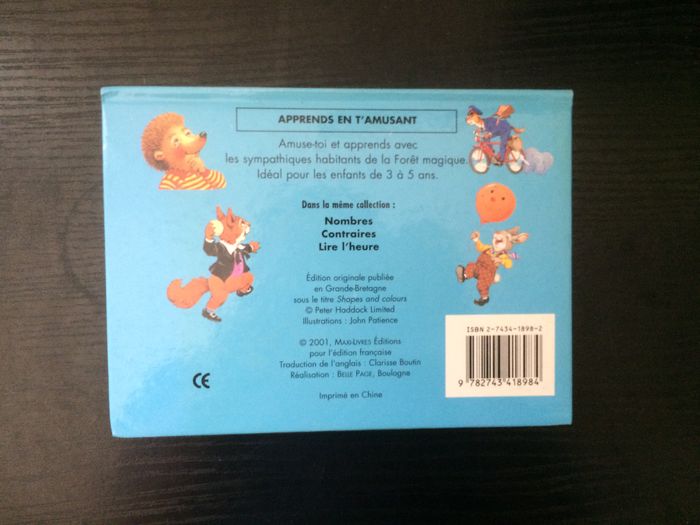 APPRENDS EN T'AMUSANT
Amuse-toi et apprends avec
les sympathiques habitants de la Forêt magique.
Idéal pour les enfants de 3 à 5 ans.
Dans la même collection :
Nombres
Contraires
Lire l'heure
Édition originale publiée
en Grande-Bretagne
sous le titre Shapes and colours
© Peter Haddock Limited
Illustrations : John Patience
© 2001, MAXI-LIVRES Éditions
pour l'édition française
Traduction de l'anglais : Clarisse Boutin
Réalisation : BELLE PAGE, Boulogne
Imprimé en Chine
CE
ISBN 2-7434-1898-2
9 782743 418984